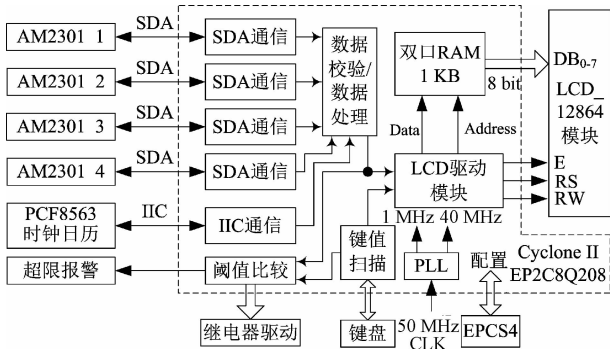 AM2301 1
SDA
SDA通信
AM2301 2
SDA
SDA通信
AM2301 3
SDA
SDA通信
AM2301 4
SDA
SDA通信
PCF8563
时钟日历
IIC
IIC通信
超限报警
阈值比较
继电器驱动
数据
校验/
数据
处理
键值
扫描
键盘
双口RAM
1 KB
8 bit
Data
Address
LCD驱动
模块
1 MHz
40 MHz
PLL
50 MHz
CLK
配置
EPCS4
Cyclone II
EP2C8Q208
DB0-7
LCD_
12864
模块
E
RS
RW